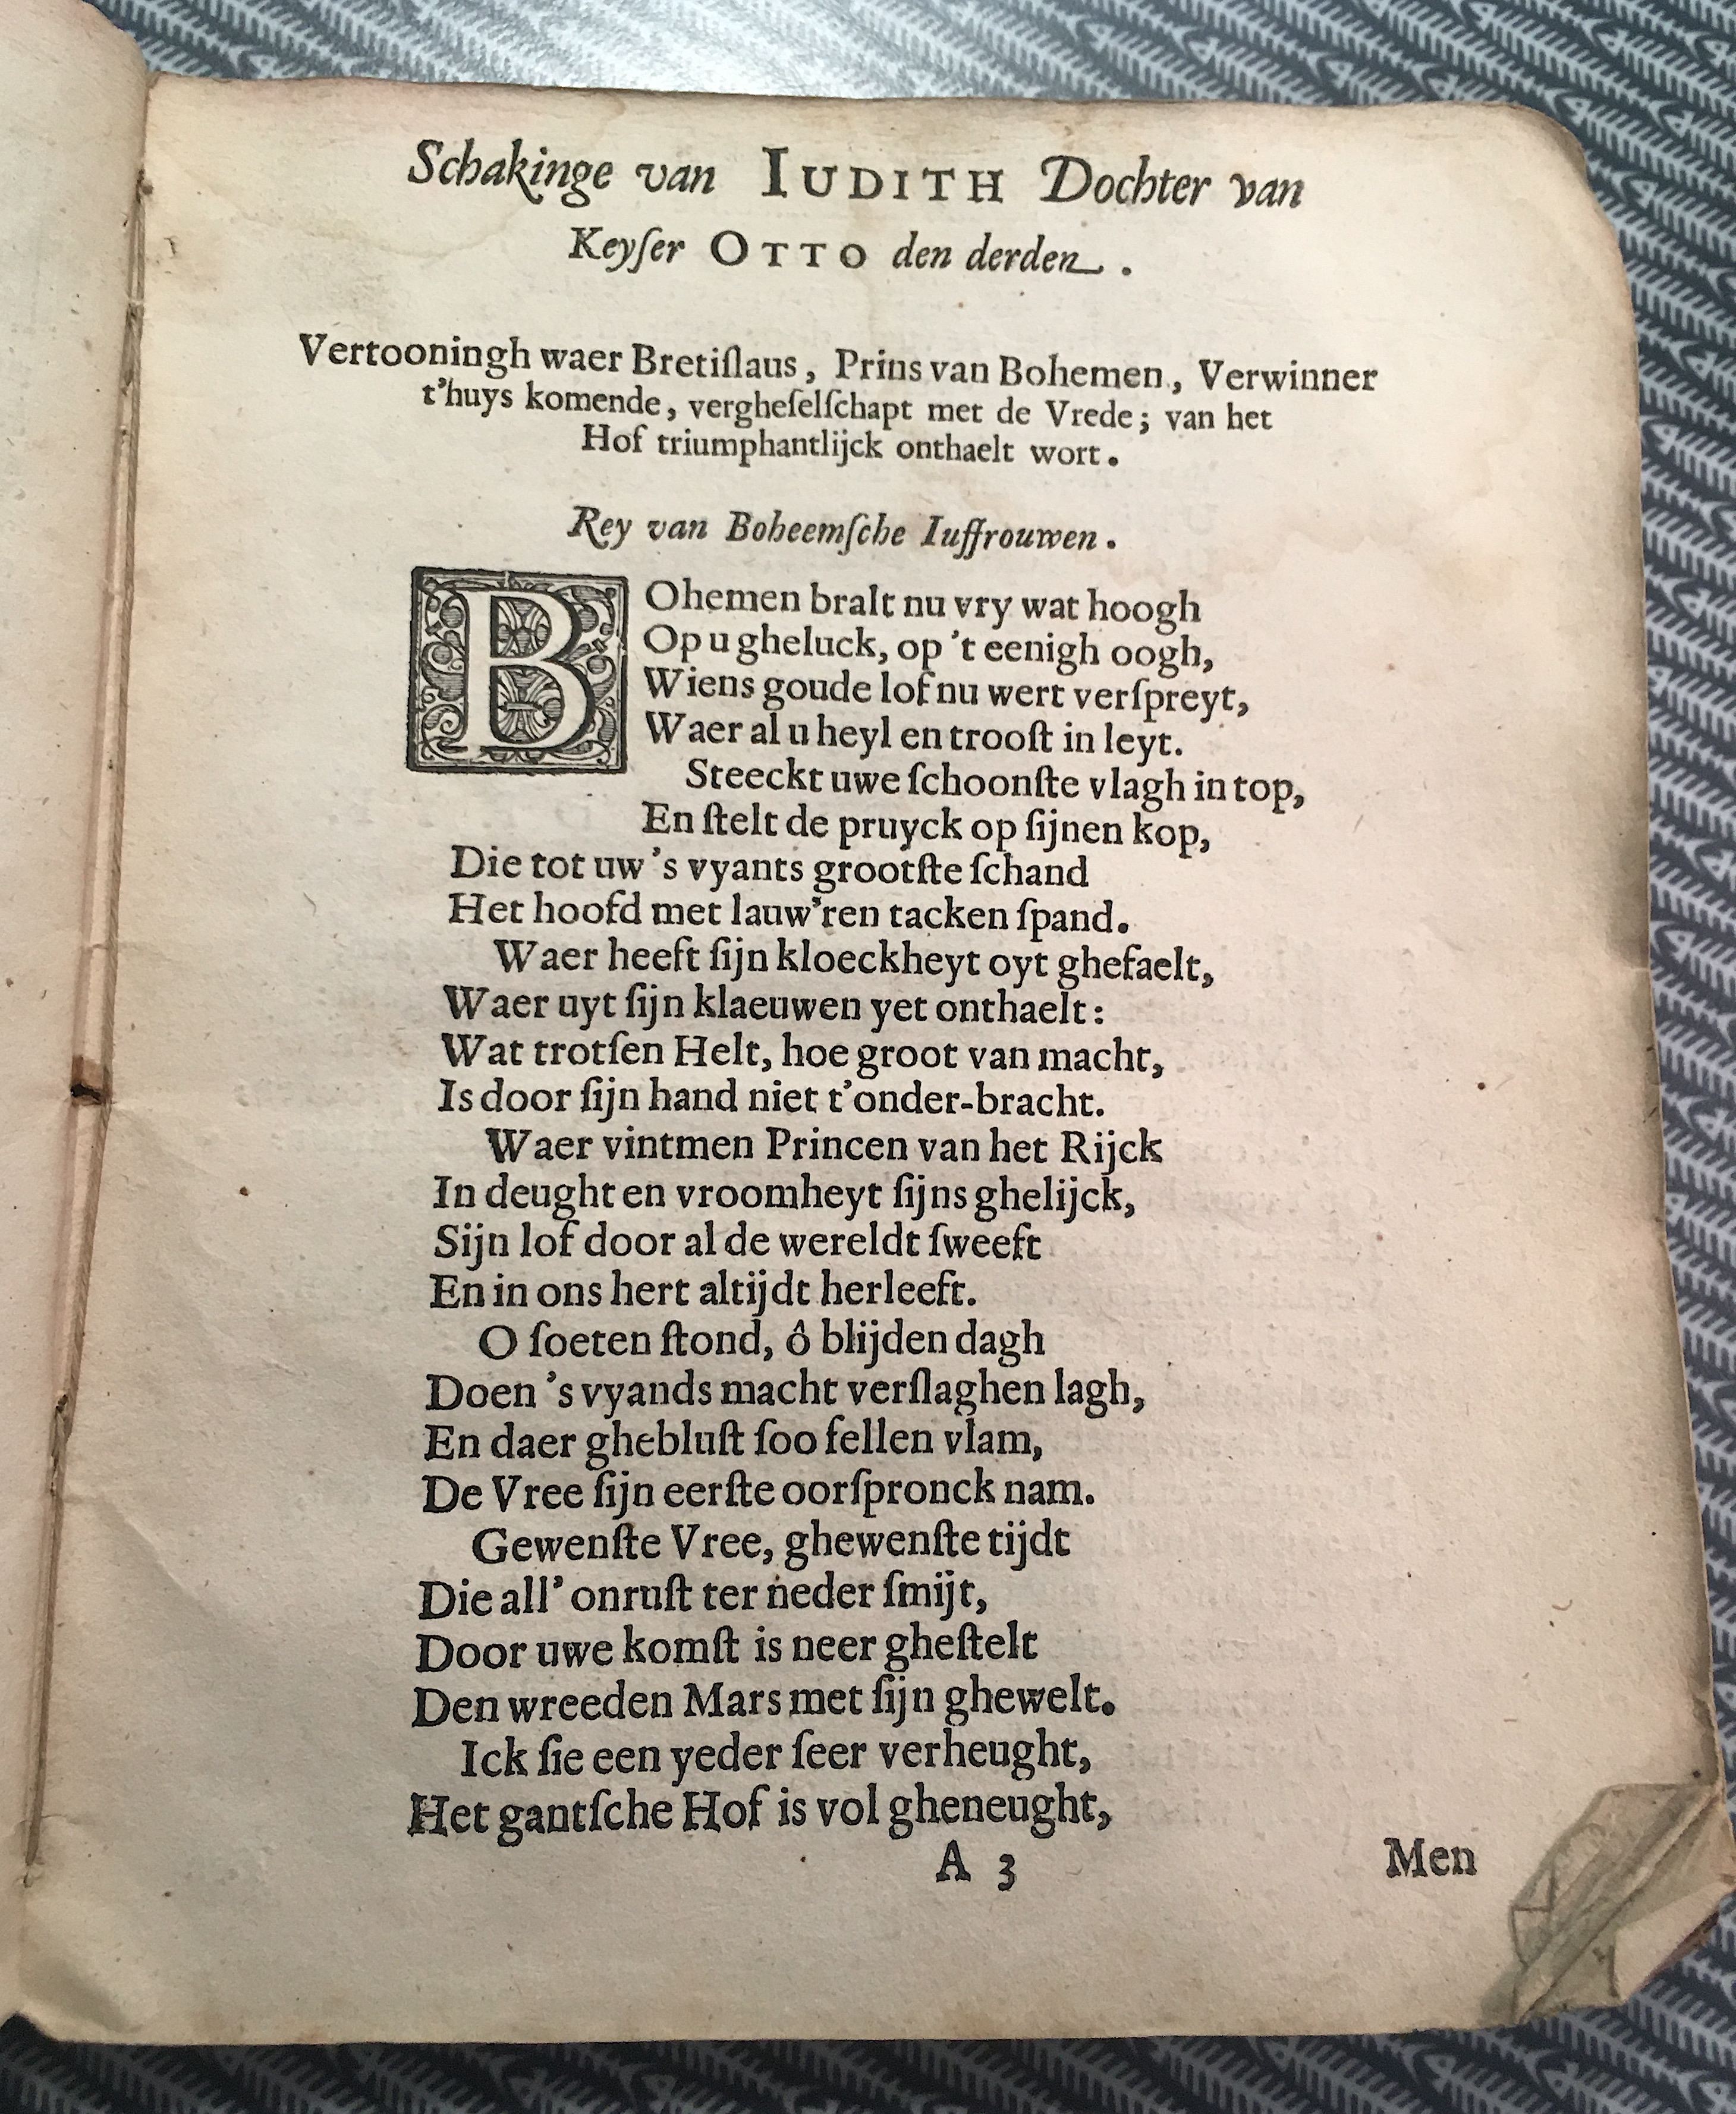 Schakinge van IUDITH Dochter van
Keyſer OTTO den derden.
Vertooningh waer Bretiſlaus, Prins van Bohemen, Verwinner
t'huys komende, vergheſelſchapt met de Vrede; van het
Hof triumphantlijck onthaelt wort.
Rey van Boheemſche Iuffrouwen.
BOhemen bralt nu vry wat hoogh
Op u gheluck, op 't eenigh oogh,
Wiens goude lof nu wert verſpreyt,
Waer al u heyl en trooſt in leyt.
Steeckt uwe ſchoonſte vlagh in top,
En ſtelt de pruyck op ſijnen kop,
Die tot uw 's vyants grootſte ſchand
Het hoofd met lauw'ren tacken ſpand.
Waer heeft ſijn kloeckheyt oyt ghefaelt,
Waer uyt ſijn klaeuwen yet onthaelt:
Wat trotſen Helt, hoe groot van macht,
Is door ſijn hand niet t'onder-bracht.
Waer vintmen Princen van het Rijck
In deught en vroomheyt ſijns ghelijck,
Sijn lof door al de wereldt ſweeft
En in ons hert altijdt herleeft.
O ſoeten ſtond, ô blijden dagh
Doen 's vyands macht verſlaghen lagh,
En daer ghebluſt ſoo fellen vlam,
De Vree ſijn eerſte oorſpronck nam.
Gewenſte Vree, ghewenſte tijdt
Die all' onruſt ter neder ſmijt,
Door uwe komſt is neer gheſtelt
Den wreeden Mars met ſijn ghewelt.
Ick ſie een yeder ſeer verheught,
Het gantſche Hof is vol gheneught,
A 3 Men